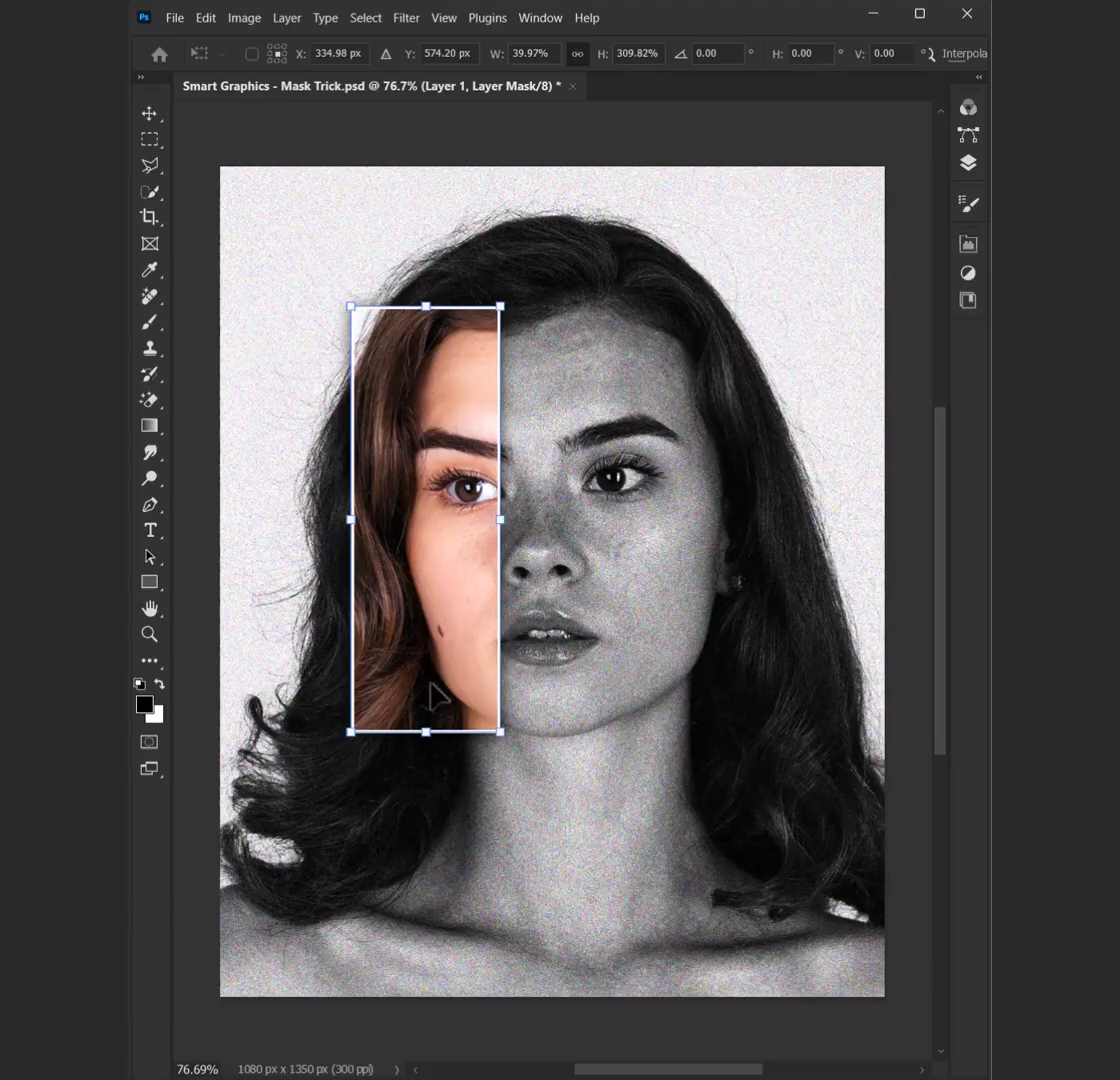 Ps File Edit Image Layer Type Select Filter View Plugins Window Help
X: 334.98 px Y: 574.20 px W: 39.97% H: 309.82% 0.00 ° H: 0.00 ° V: 0.00 ° Interpola
Smart Graphics - Mask Trick.psd @ 76.7% (Layer 1, Layer Mask/8) *
76.69% 1080 px x 1350 px (300 ppi)